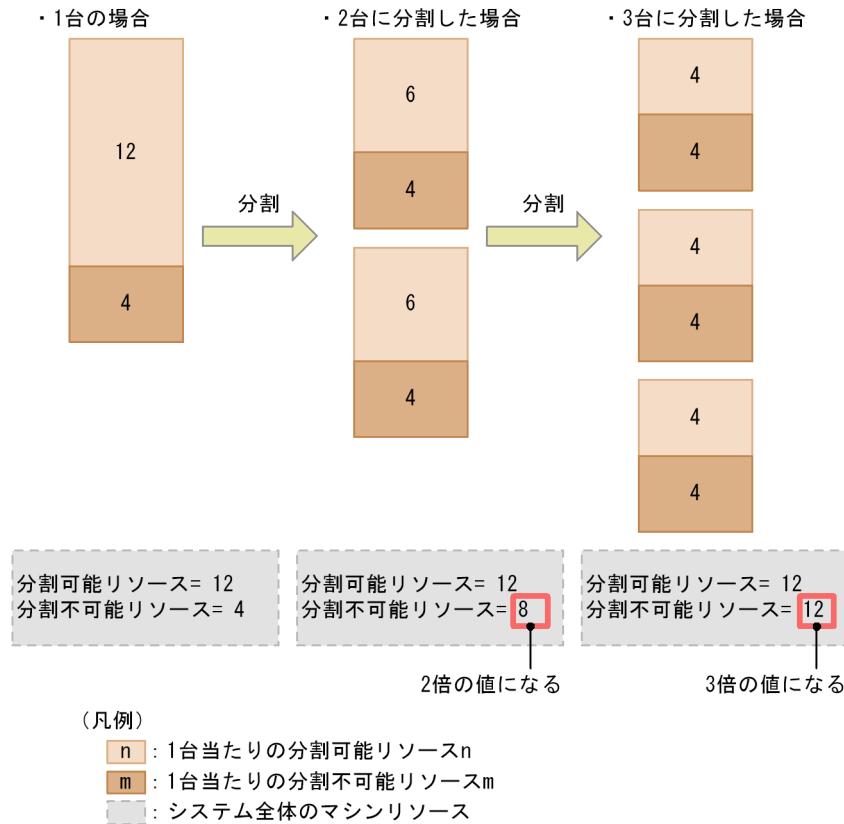 ・1台の場合
・2台に分割した場合
・3台に分割した場合
12
4
分割
6
4
6
4
分割
4
4
4
4
4
4
分割可能リソース= 12
分割不可能リソース= 4
分割可能リソース= 12
分割不可能リソース= 8
分割可能リソース= 12
分割不可能リソース= 12
2倍の値になる
3倍の値になる
(凡例)
n : 1台当たりの分割可能リソースn
m : 1台当たりの分割不可能リソースm
: システム全体のマシンリソース